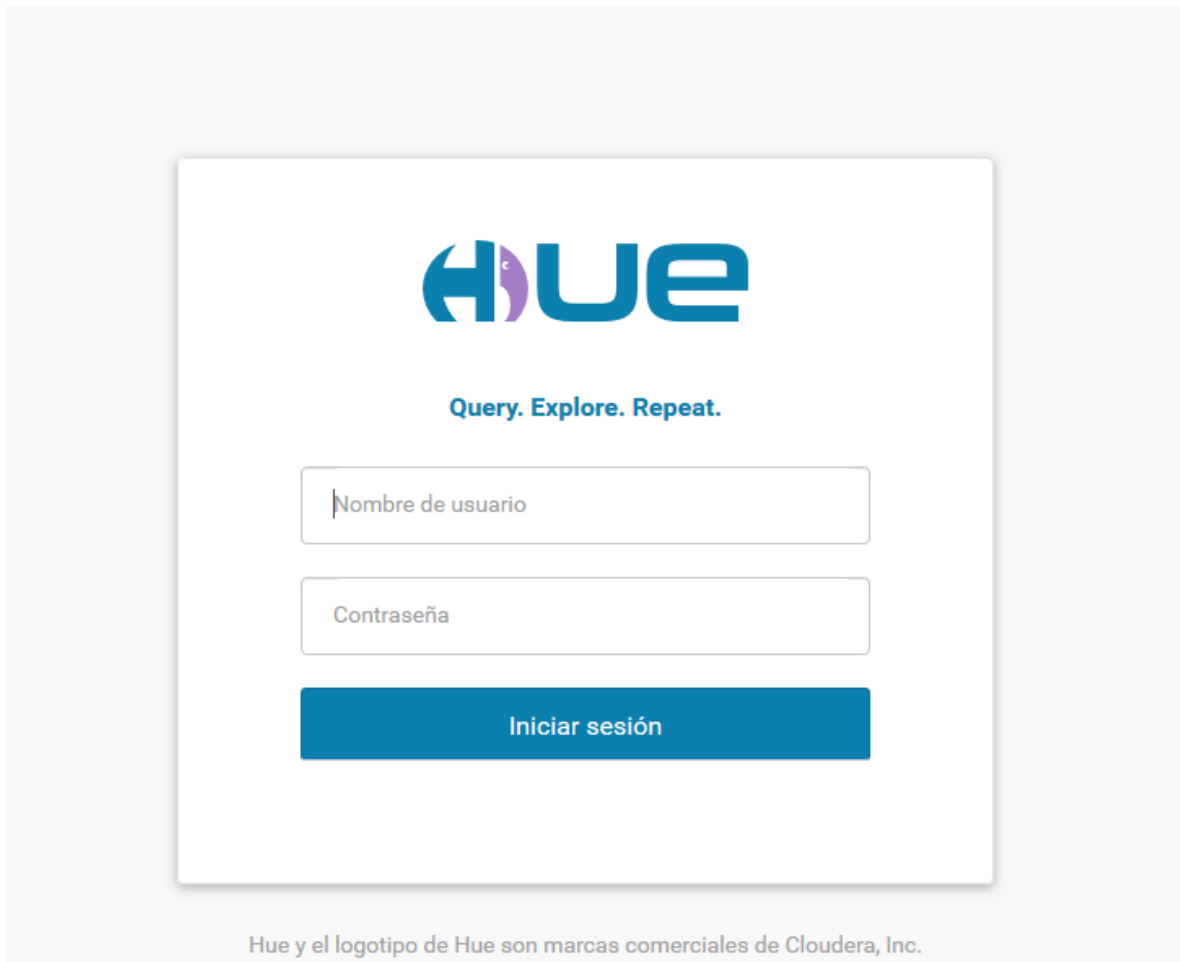 HUE
Query. Explore. Repeat.
Nombre de usuario
Contraseña
Iniciar sesión
Hue y el logotipo de Hue son marcas comerciales de Cloudera, Inc.